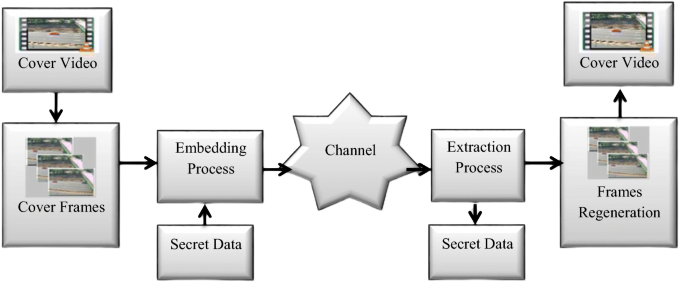 Cover Video
Cover Frames
Embedding
Process
Secret Data
Channel
Extraction
Process
Secret Data
Cover Video
Frames
Regeneration